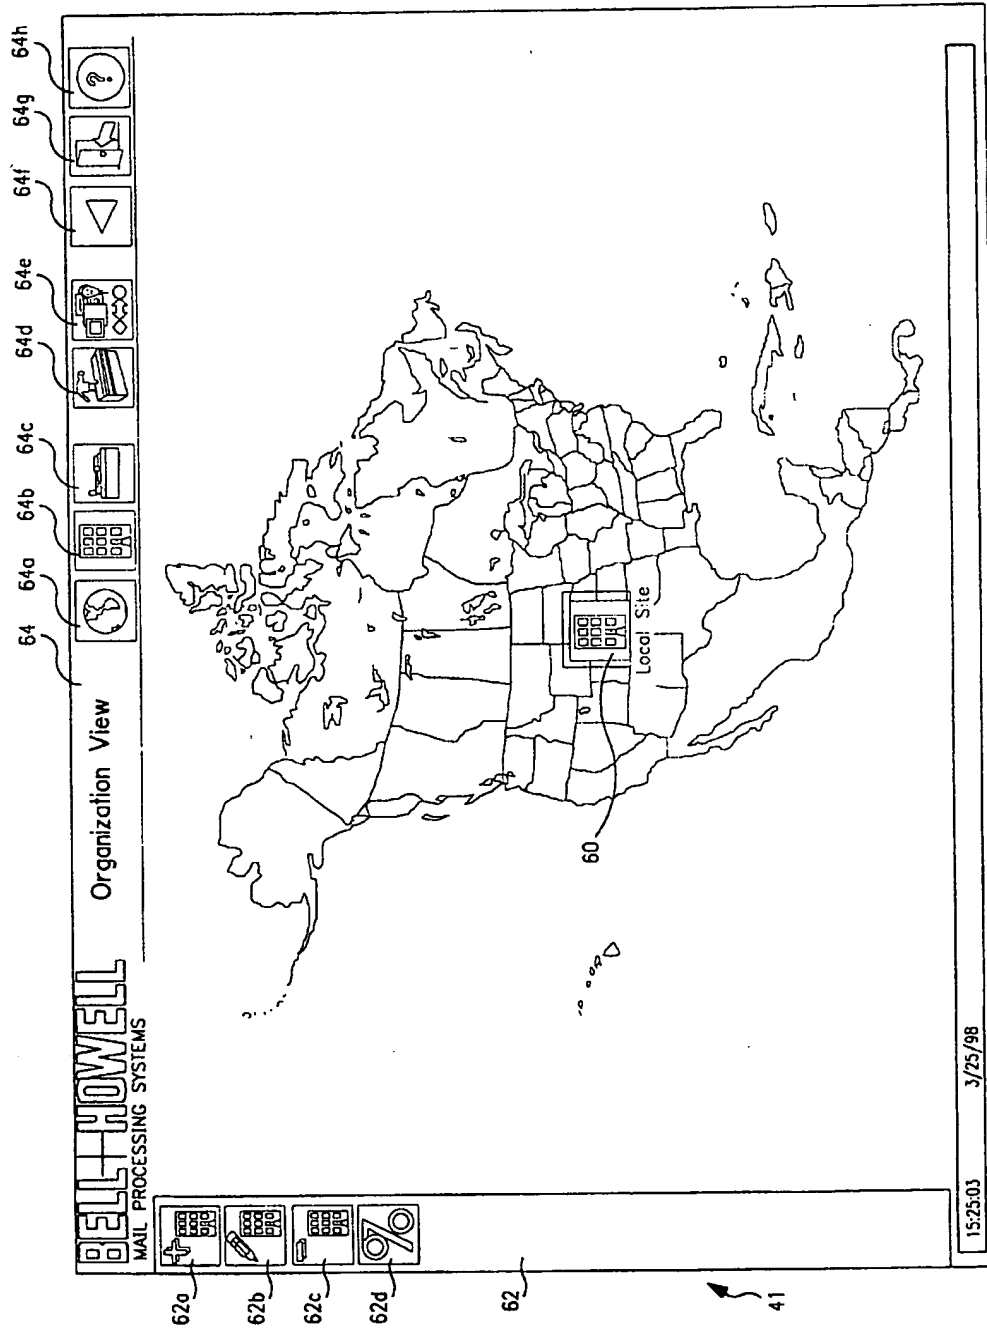 64 64a 64b 64c 64d 64e 64f 64g 64h
BELL+HOWELL
MAIL PROCESSING SYSTEMS
Organization View
?
62a
62b
62c
62d
%
62
60
Local Site
41
15:25:03 3/25/98